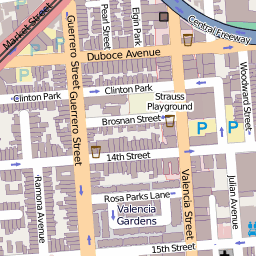 Market Street
Guerrero Street
Pearl Street
Elgin Park
Central Freeway
Duboce Avenue
Woodward Street
Clinton Park
Clinton Park
Strauss
Playground
Guerrero Street
Brosnan Street
P
P
14th Street
Ramona Avenue
Valencia Street
Julian Avenue
Rosa Parks Lane
Valencia
Gardens
15th Street